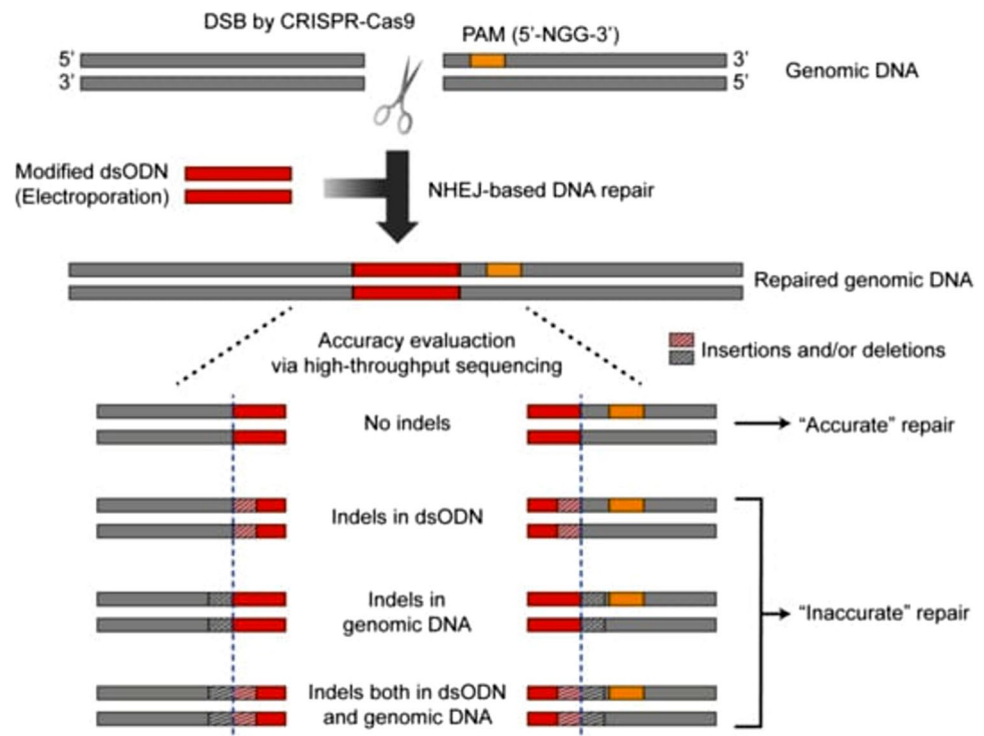 DSB by CRISPR-Cas9
PAM (5’-NGG-3’)
5’
3’
3’
5’
Genomic DNA
Modified dsODN
(Electroporation)
NHEJ-based DNA repair
Repaired genomic DNA
Accuracy evaluaction
via high-throughput sequencing
Insertions and/or deletions
No indels
“Accurate” repair
Indels in dsODN
Indels in
genomic DNA
“Inaccurate” repair
Indels both in dsODN
and genomic DNA